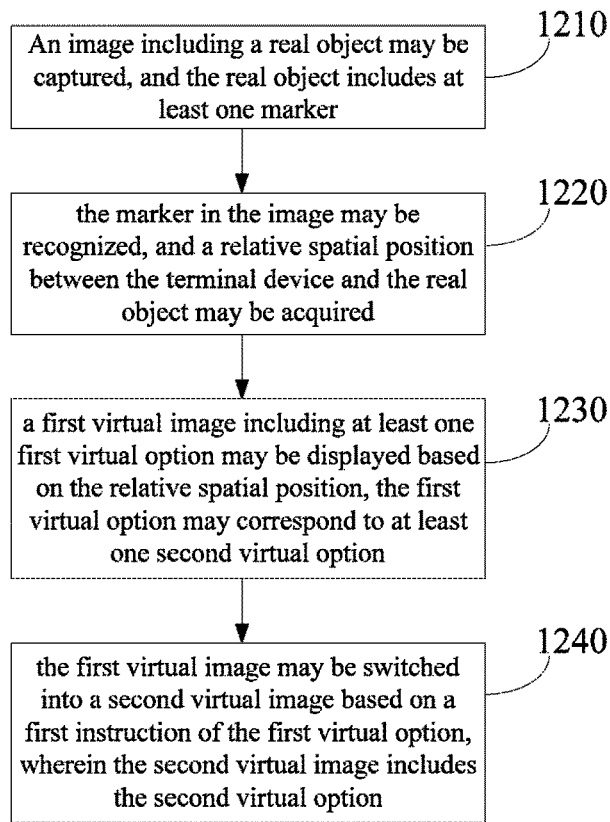 1210
An image including a real object may be
captured, and the real object includes at
least one marker
1220
the marker in the image may be
recognized, and a relative spatial position
between the terminal device and the real
object may be acquired
1230
a first virtual image including at least one
first virtual option may be displayed based
on the relative spatial position, the first
virtual option may correspond to at least
one second virtual option
1240
the first virtual image may be switched
into a second virtual image based on a
first instruction of the first virtual option,
wherein the second virtual image includes
the second virtual option